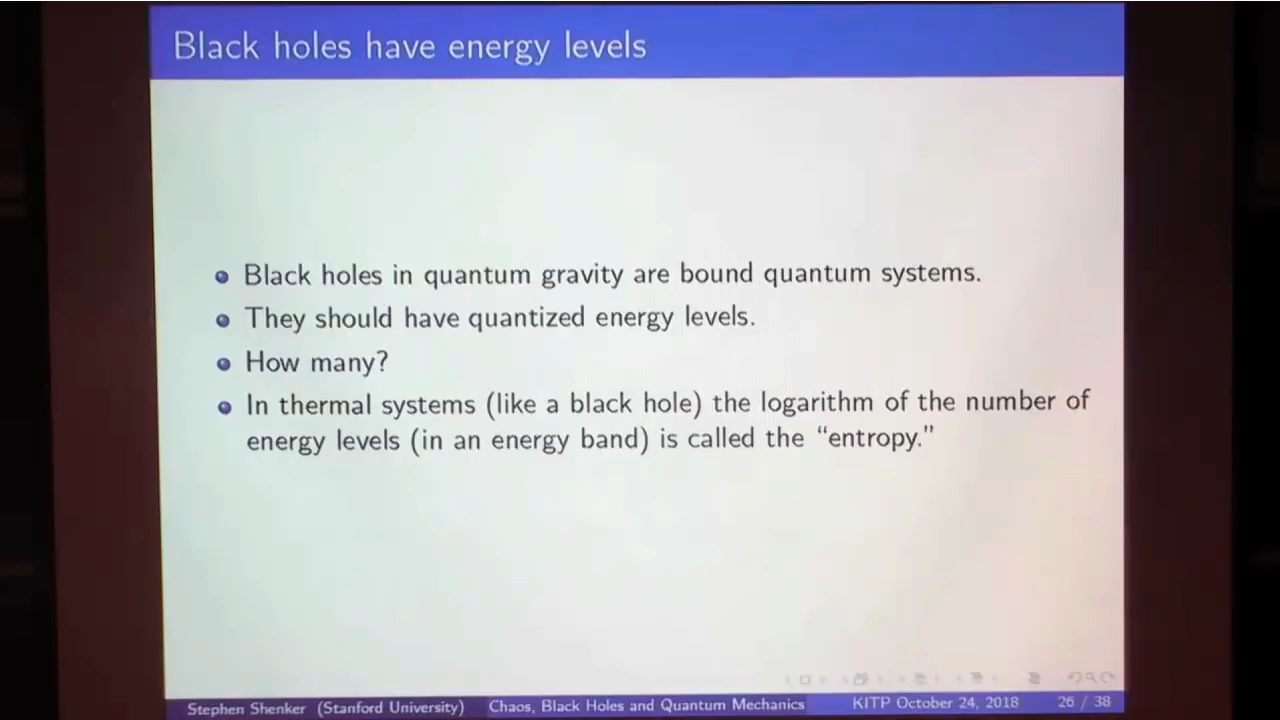 Black holes have energy levels
Black holes in quantum gravity are bound quantum systems.
They should have quantized energy levels.
How many?
In thermal systems (like a black hole) the logarithm of the number of
energy levels (in an energy band) is called the “entropy.”
Stephen Shenker (Stanford University) Chaos, Black Holes and Quantum Mechanics KITP October 24, 2018 26 / 38